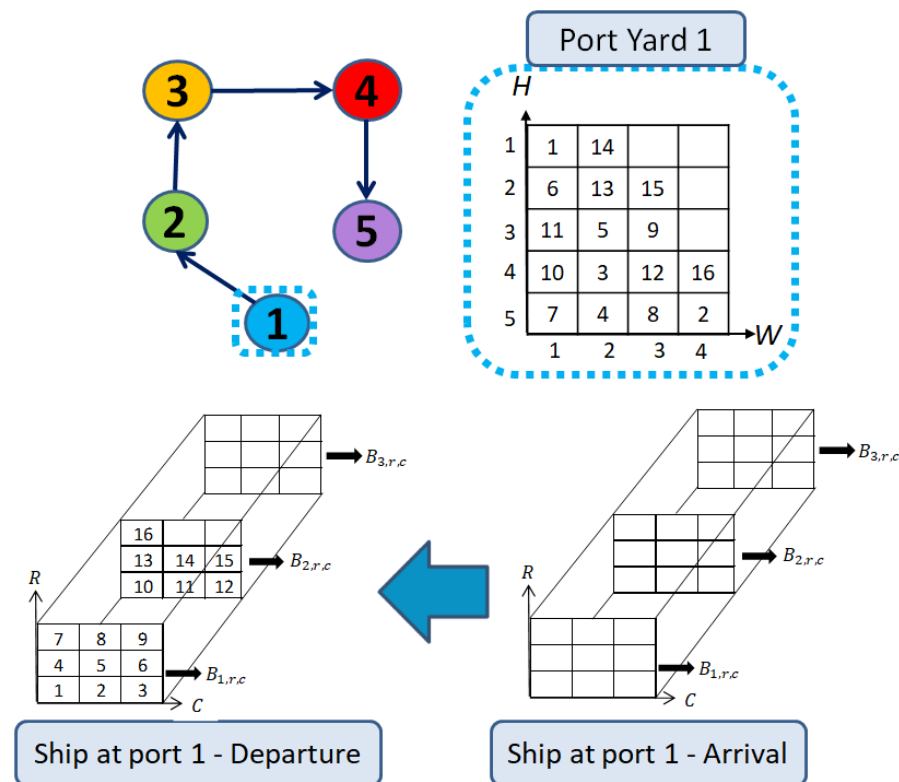 Port Yard 1
3
4
2
5
1
H
1 1 14
2 6 13 15
3 11 5 9
4 10 3 12 16
5 7 4 8 2
W
1 2 3 4
B3,r,c
16
13 14 15
10 11 12
B2,r,c
R
7 8 9
4 5 6
1 2 3
B1,r,c
C
B3,r,c
B2,r,c
R
B1,r,c
C
Ship at port 1 - Departure
Ship at port 1 - Arrival